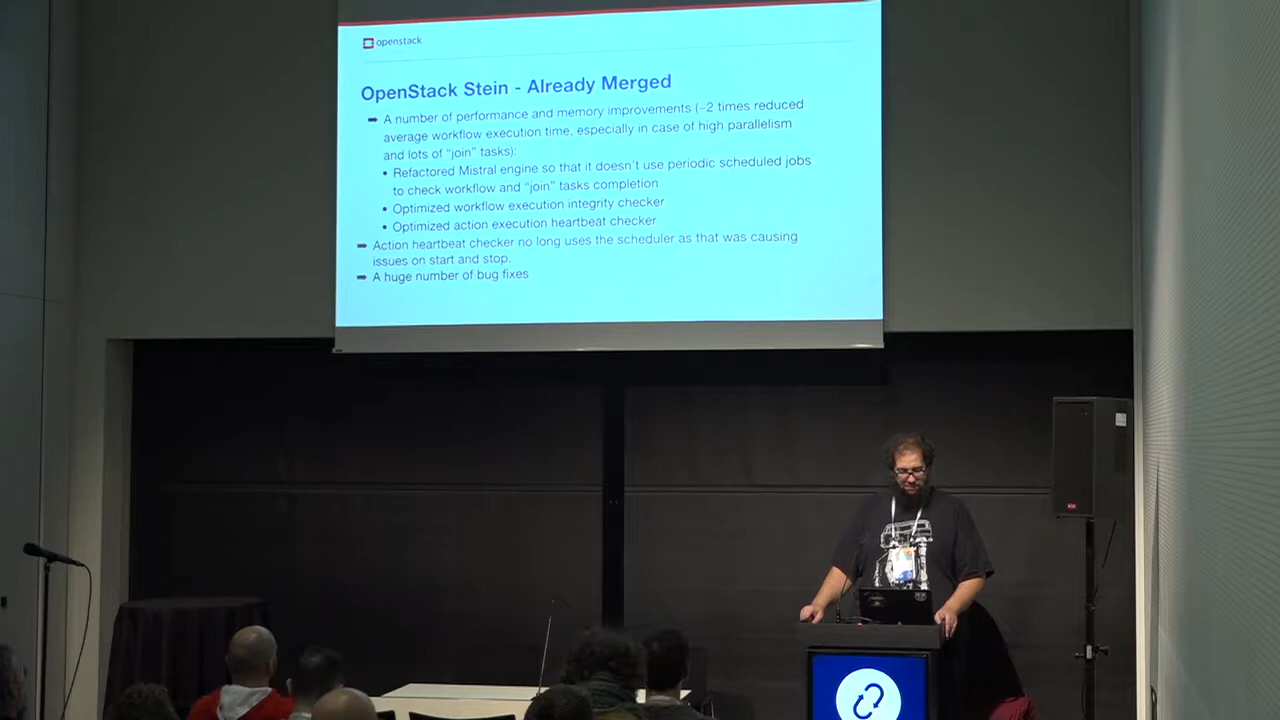 openstack
OpenStack Stein - Already Merged
➡ A number of performance and memory improvements (~2 times reduced
average workflow execution time, especially in case of high parallelism
and lots of "join" tasks):
• Refactored Mistral engine so that it doesn't use periodic scheduled jobs
to check workflow and "join" tasks completion
• Optimized workflow execution integrity checker
• Optimized action execution heartbeat checker
➡ Action heartbeat checker no long uses the scheduler as that was causing
issues on start and stop.
➡ A huge number of bug fixes